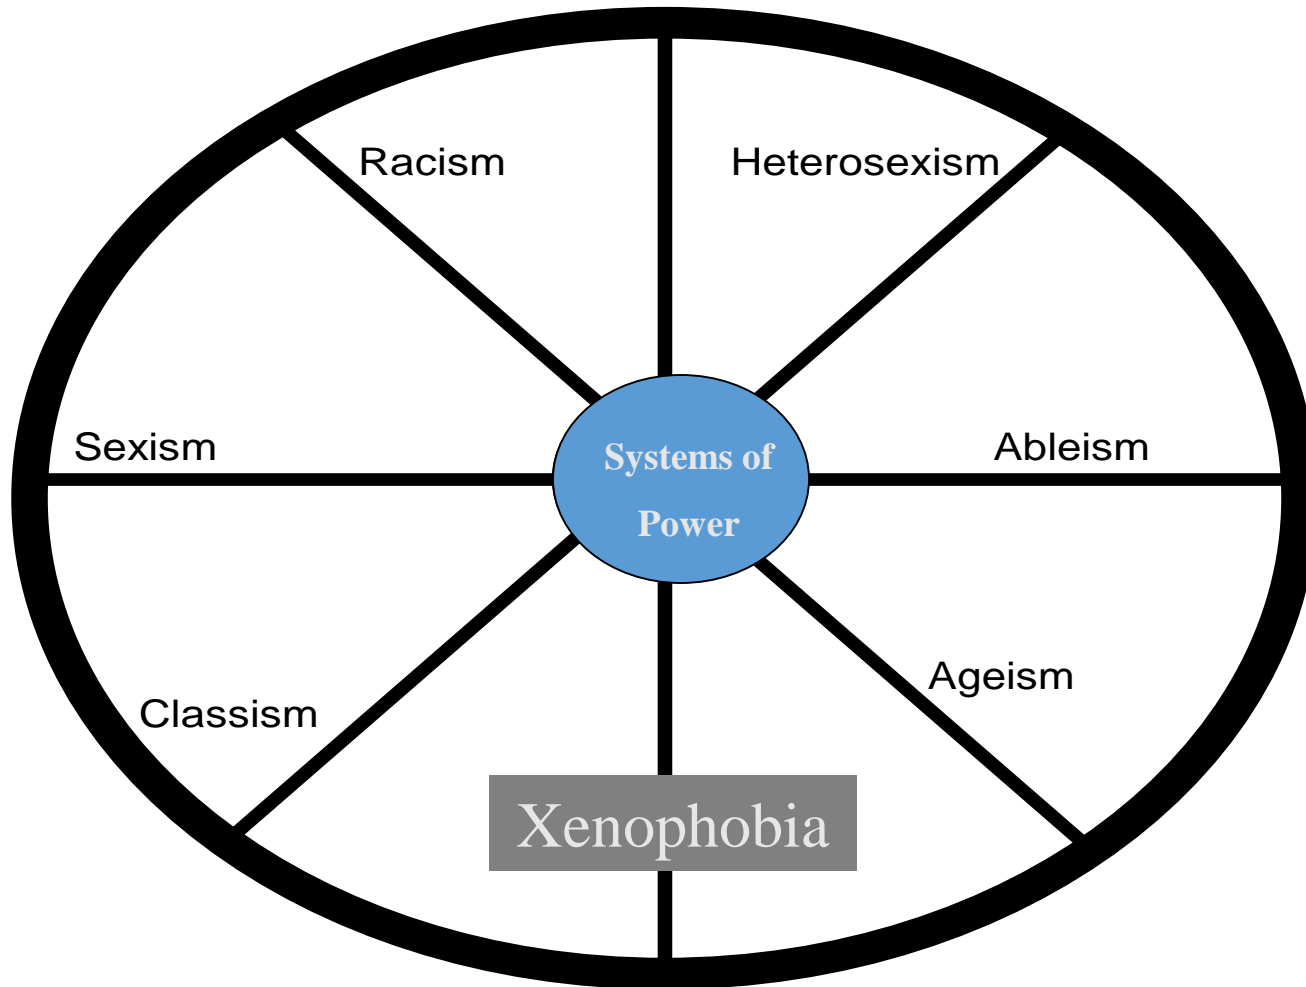 Racism
Heterosexism
Sexism
Systems of
Power
Ableism
Classism
Ageism
Xenophobia